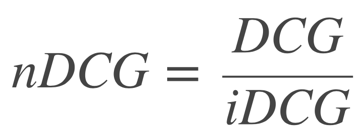 nDCG = DCG / iDCG